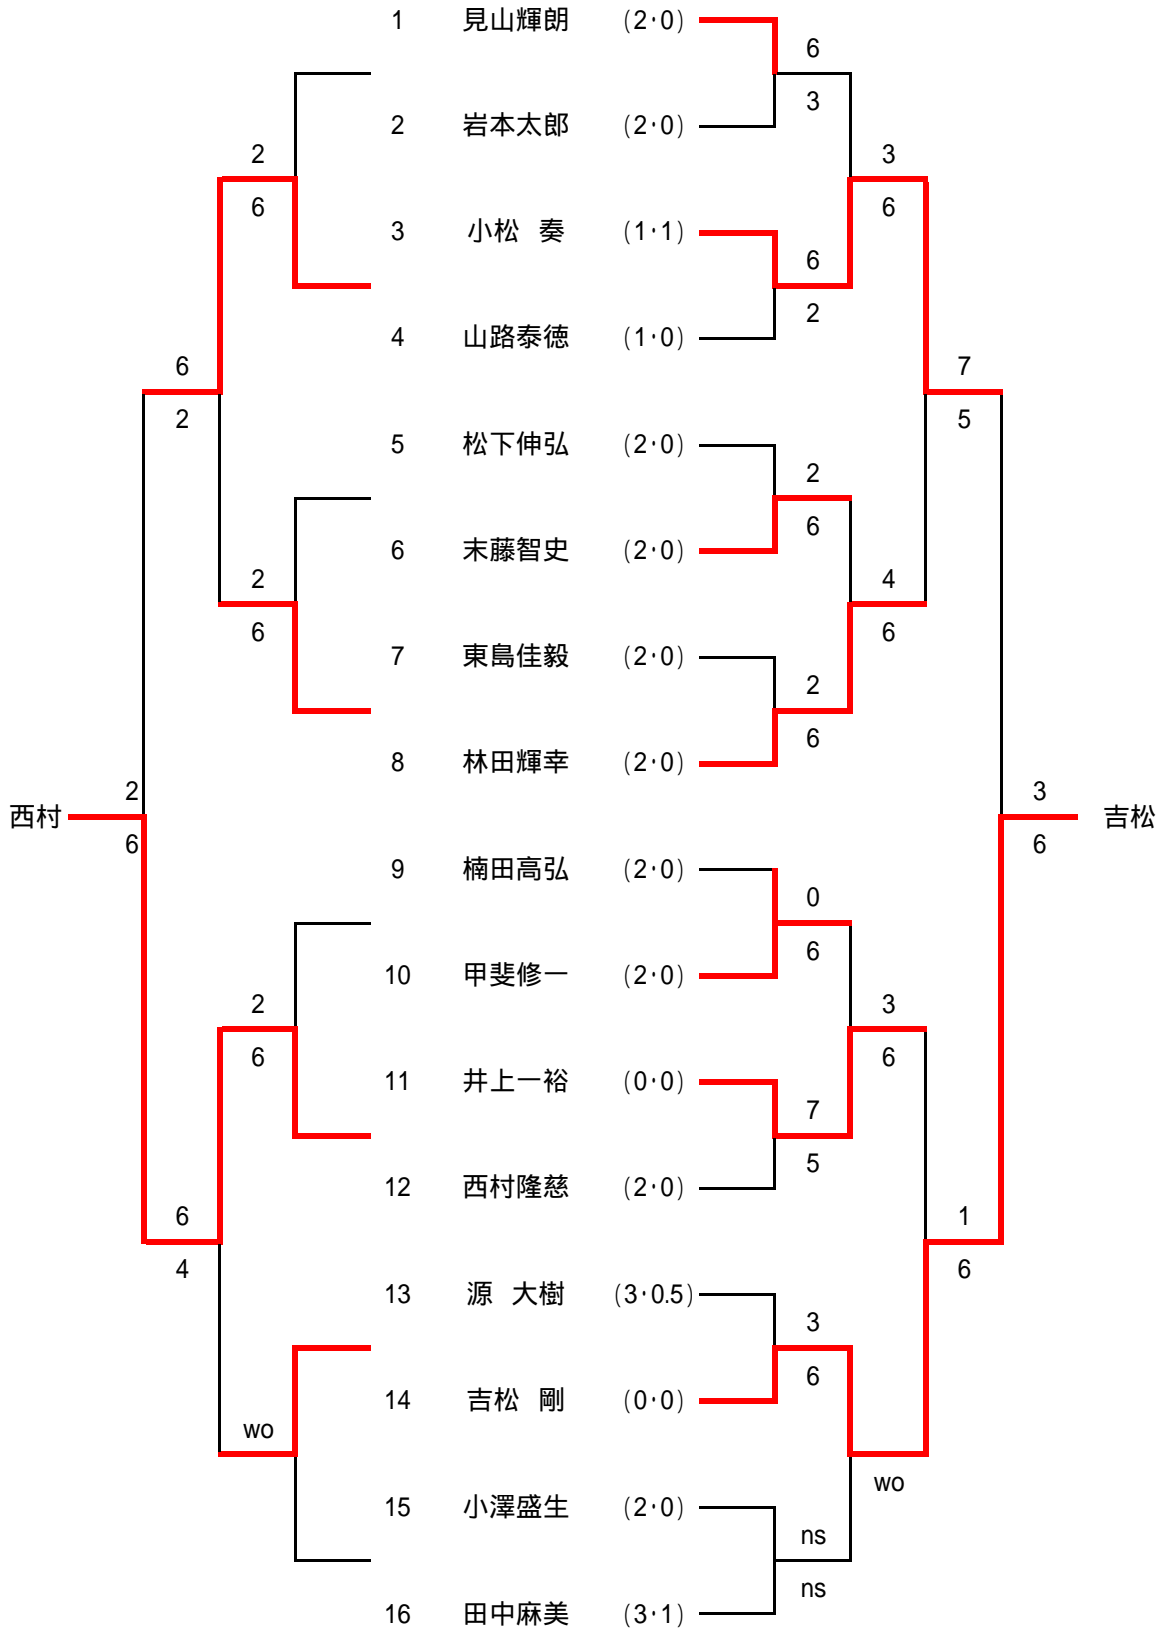 1 見山輝朗 (2・0)
6
3
2 岩本太郎 (2・0)
2
6
3
6
3 小松 奏 (1・1)
6
2
4 山路泰徳 (1・0)
6
2
7
5
5 松下伸弘 (2・0)
2
6
6 末藤智史 (2・0)
2
6
4
6
7 東島佳毅 (2・0)
2
6
8 林田輝幸 (2・0)
2
6
西村
3
6
吉松
9 楠田高弘 (2・0)
0
6
10 甲斐修一 (2・0)
2
6
3
6
11 井上一裕 (0・0)
7
5
12 西村隆慈 (2・0)
6
4
1
6
13 源 大樹 (3・0.5)
3
6
14 吉松 剛 (0・0)
wo
wo
15 小澤盛生 (2・0)
ns
ns
16 田中麻美 (3・1)